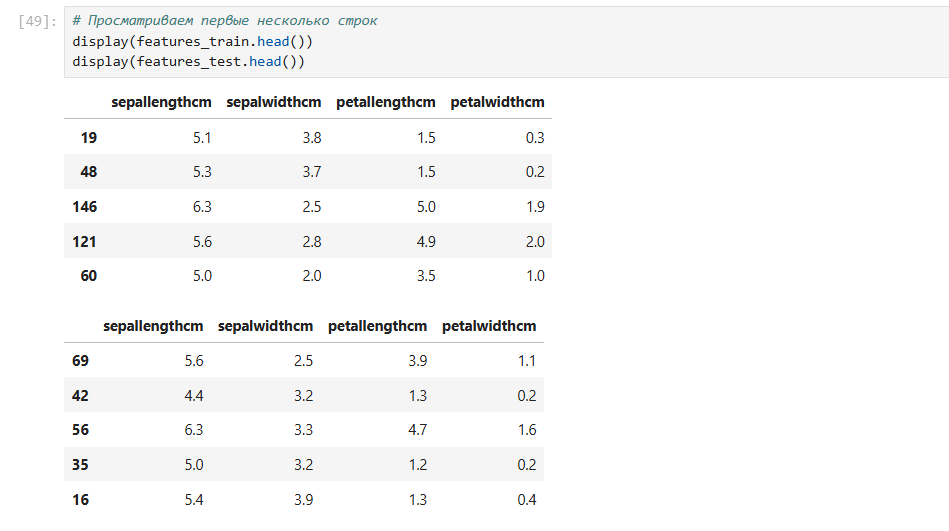 [49]: # Просматриваем первые несколько строк
display(features_train.head())
display(features_test.head())
sepallengthcm sepalwidthcm petallengthcm petalwidthcm
19 5.1 3.8 1.5 0.3
48 5.3 3.7 1.5 0.2
146 6.3 2.5 5.0 1.9
121 5.6 2.8 4.9 2.0
60 5.0 2.0 3.5 1.0
sepallengthcm sepalwidthcm petallengthcm petalwidthcm
69 5.6 2.5 3.9 1.1
42 4.4 3.2 1.3 0.2
56 6.3 3.3 4.7 1.6
35 5.0 3.2 1.2 0.2
16 5.4 3.9 1.3 0.4